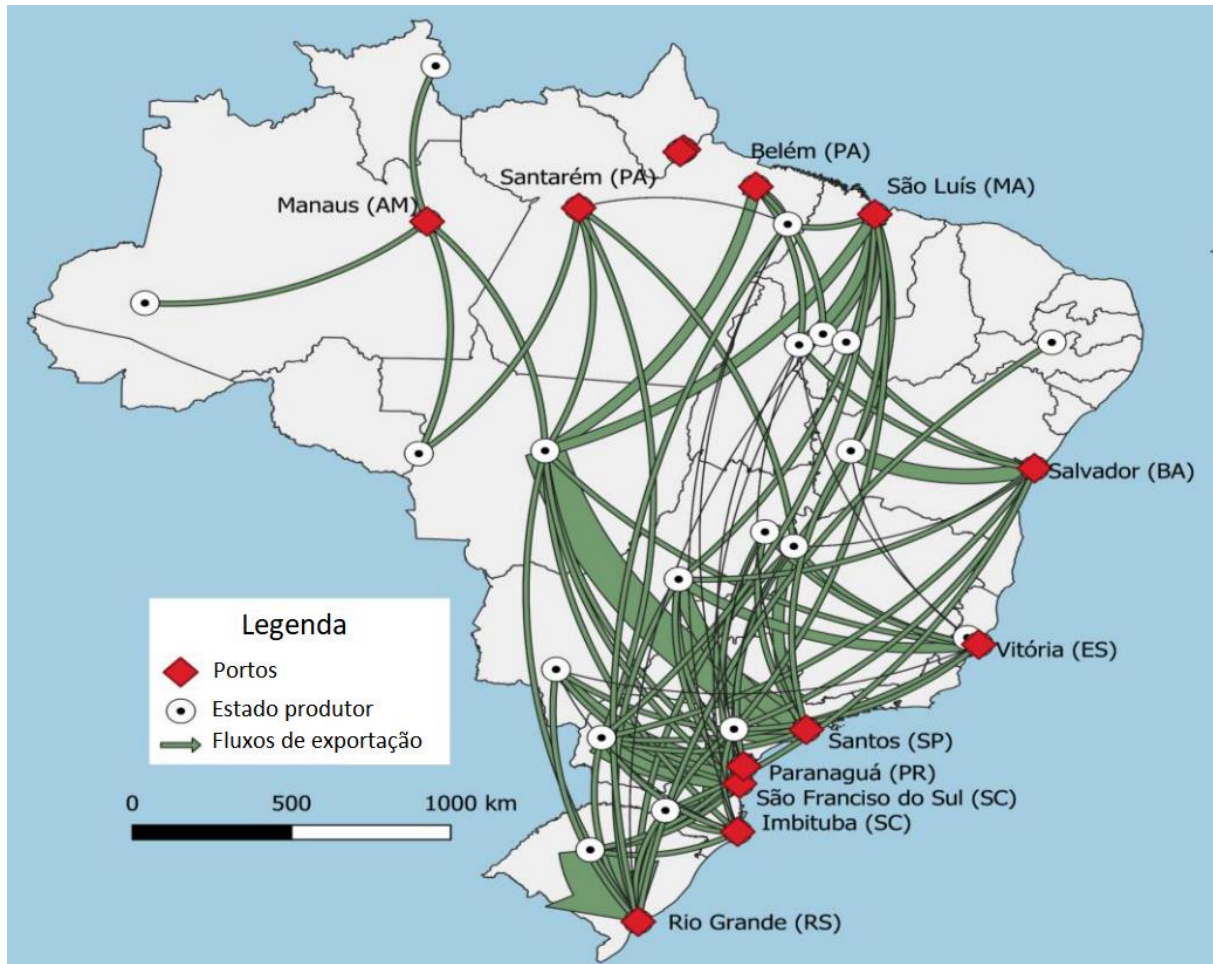 Belém (PA)
Santarém (PA)
São Luís (MA)
Manaus (AM)
Salvador (BA)
Legenda
Portos
Estado produtor
Fluxos de exportação
Vitória (ES)
Santos (SP)
Paranaguá (PR)
São Franciso do Sul (SC)
Imbituba (SC)
0 500 1000 km
Rio Grande (RS)